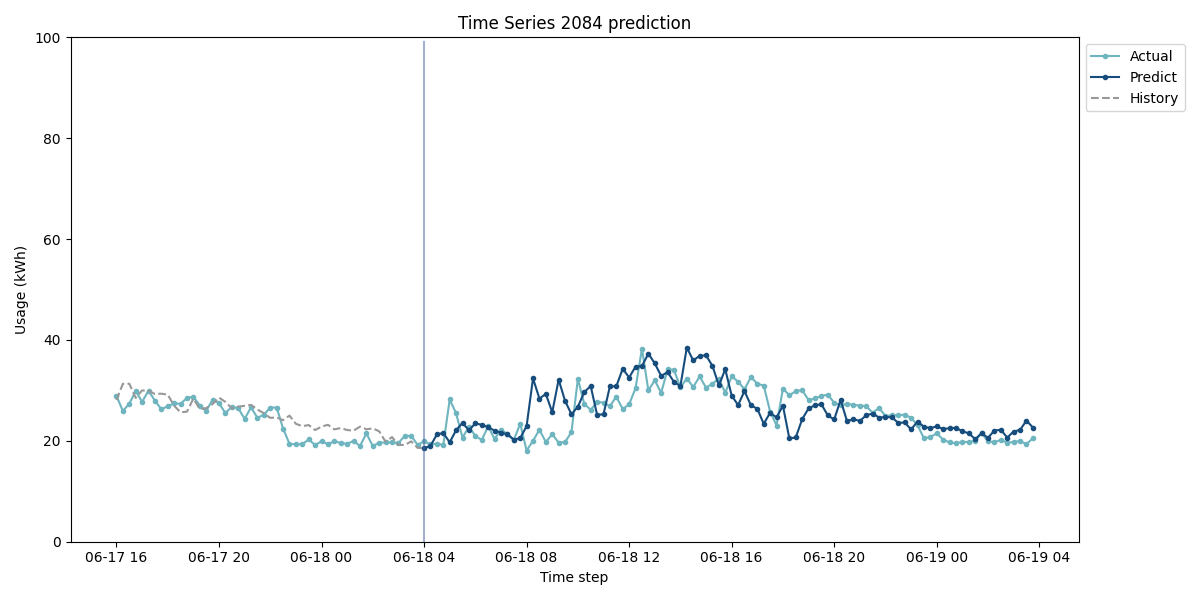 Time Series 2084 prediction
100
80
60
40
20
0
Usage (kWh)
06-17 16
06-17 20
06-18 00
06-18 04
06-18 08
06-18 12
06-18 16
06-18 20
06-19 00
06-19 04
Time step
Actual
Predict
History